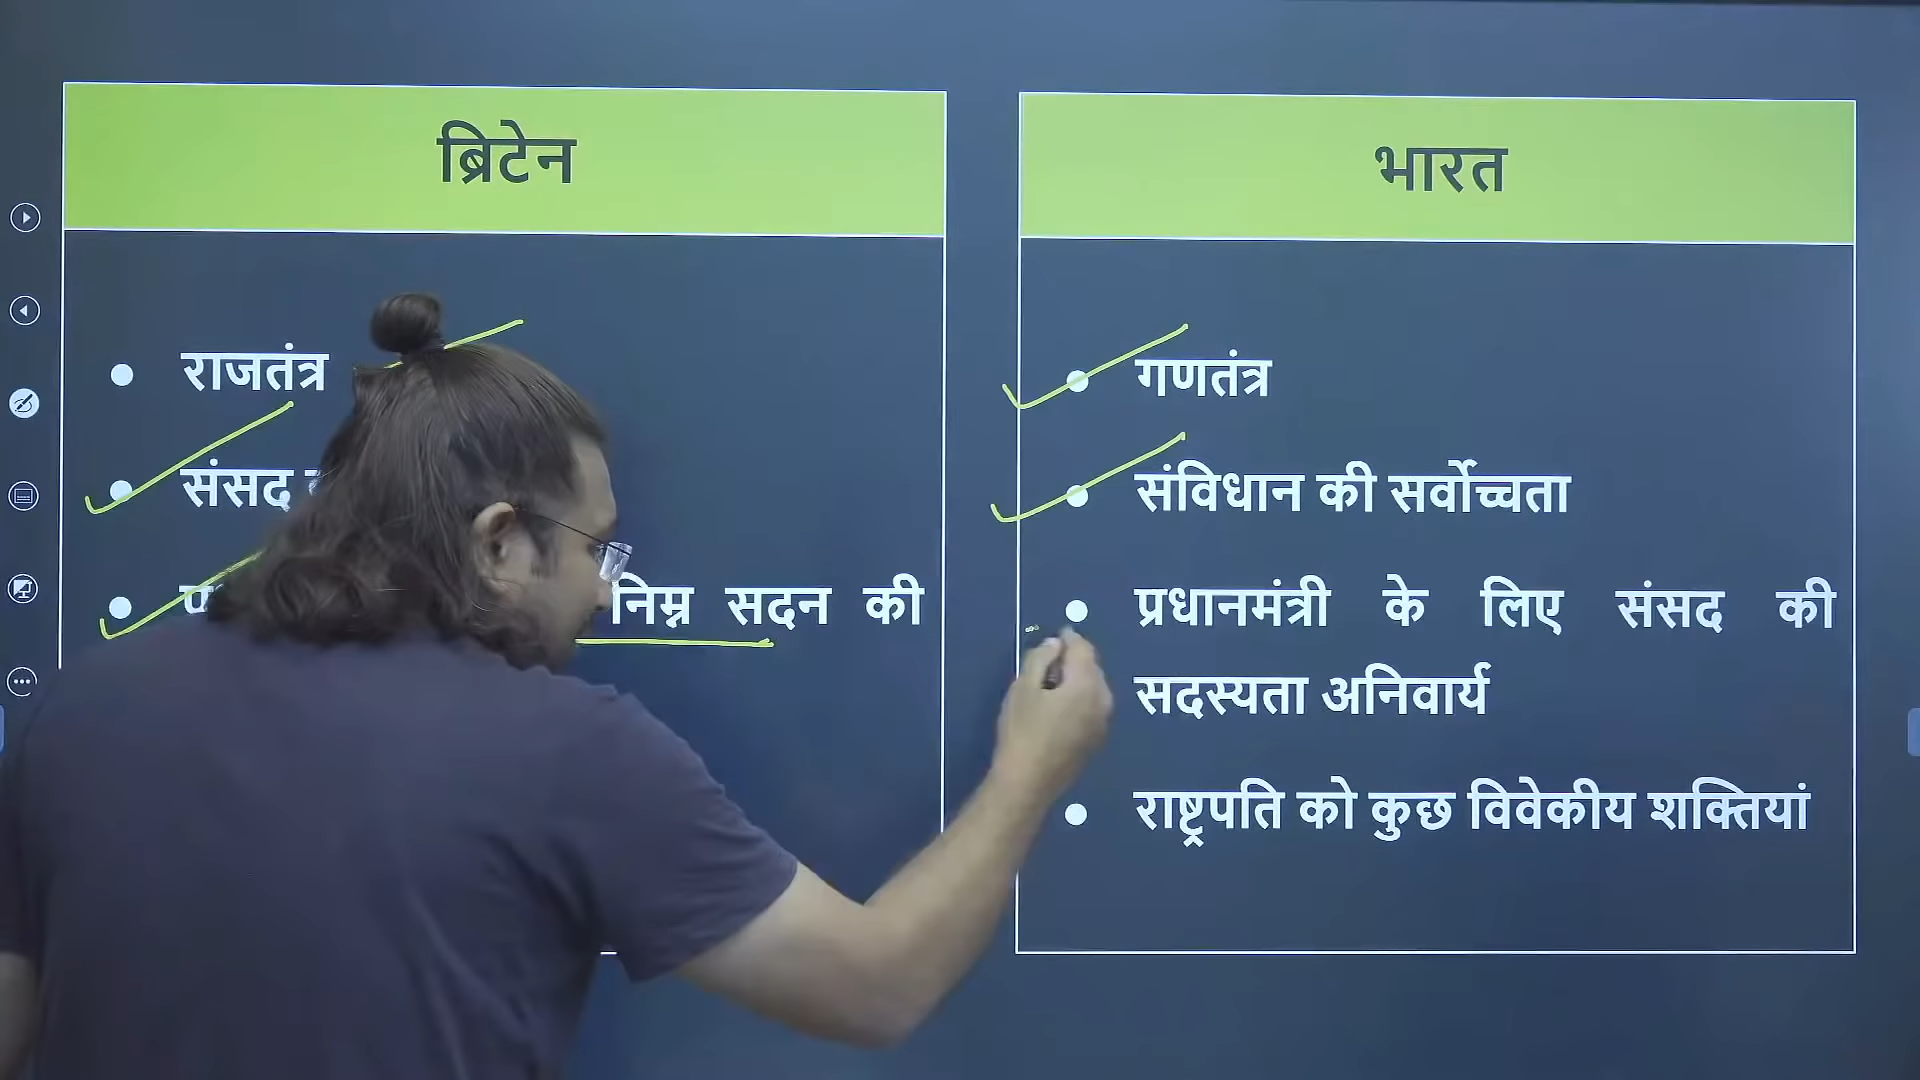 ब्रिटेन
राजतंत्र
संसद
निम्न सदन की
भारत
गणतंत्र
संविधान की सर्वोच्चता
प्रधानमंत्री के लिए संसद की
सदस्यता अनिवार्य
राष्ट्रपति को कुछ विवेकीय शक्तियां